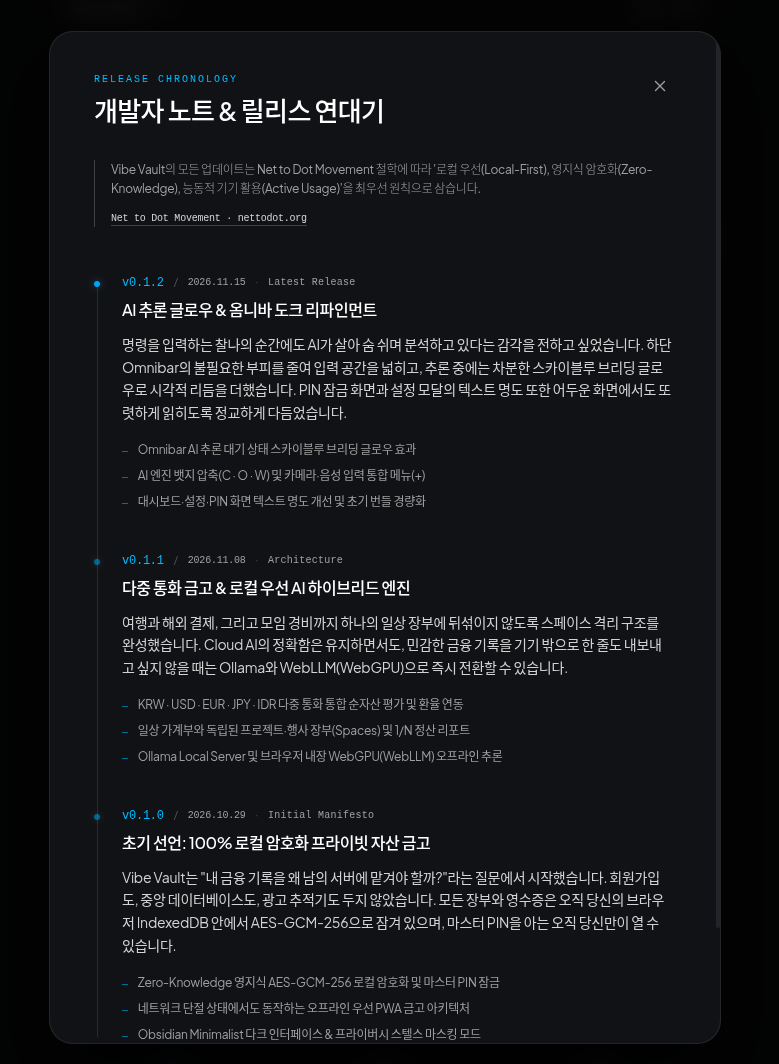 RELEASE CHRONOLOGY
개발자 노트 & 릴리스 연대기
Vibe Vault의 모든 업데이트는 Net to Dot Movement 철학에 따라 '로컬 우선(Local-First), 영지식 암호화(Zero-
Knowledge), 능동적 기기 활용(Active Usage)'을 최우선 원칙으로 삼습니다.
Net to Dot Movement · nettodot.org
v0.1.2 / 2026.11.15 · Latest Release
AI 추론 글로우 & 옴니바 도크 리파인먼트
명령을 입력하는 찰나의 순간에도 AI가 살아 숨 쉬며 분석하고 있다는 감각을 전하고 싶었습니다. 하단
Omnibar의 불필요한 부피를 줄여 입력 공간을 넓히고, 추론 중에는 차분한 스카이블루 브리딩 글로
우로 시각적 리듬을 더했습니다. PIN 잠금 화면과 설정 모달의 텍스트 명도 또한 어두운 화면에서도 또
렷하게 읽히도록 정교하게 다듬었습니다.
– Omnibar AI 추론 대기 상태 스카이블루 브리딩 글로우 효과
– AI 엔진 뱃지 압축(C · O · W) 및 카메라·음성 입력 통합 메뉴(+)
– 대시보드·설정·PIN 화면 텍스트 명도 개선 및 초기 번들 경량화
v0.1.1 / 2026.11.08 · Architecture
다중 통화 금고 & 로컬 우선 AI 하이브리드 엔진
여행과 해외 결제, 그리고 모임 경비까지 하나의 일상 장부에 뒤섞이지 않도록 스페이스 격리 구조를
완성했습니다. Cloud AI의 정확함은 유지하면서도, 민감한 금융 기록을 기기 밖으로 한 줄도 내보내
고 싶지 않을 때는 Ollama와 WebLLM(WebGPU)으로 즉시 전환할 수 있습니다.
– KRW · USD · EUR · JPY · IDR 다중 통화 통합 순자산 평가 및 환율 연동
– 일상 가계부와 독립된 프로젝트·행사 장부(Spaces) 및 1/N 정산 리포트
– Ollama Local Server 및 브라우저 내장 WebGPU(WebLLM) 오프라인 추론
v0.1.0 / 2026.10.29 · Initial Manifesto
초기 선언: 100% 로컬 암호화 프라이빗 자산 금고
Vibe Vault는 "내 금융 기록을 왜 남의 서버에 맡겨야 할까?"라는 질문에서 시작했습니다. 회원가입
도, 중앙 데이터베이스도, 광고 추적기도 두지 않았습니다. 모든 장부와 영수증은 오직 당신의 브라우
저 IndexedDB 안에서 AES-GCM-256으로 잠겨 있으며, 마스터 PIN을 아는 오직 당신만이 열 수
있습니다.
– Zero-Knowledge 영지식 AES-GCM-256 로컬 암호화 및 마스터 PIN 잠금
– 네트워크 단절 상태에서도 동작하는 오프라인 우선 PWA 금고 아키텍처
– Obsidian Minimalist 다크 인터페이스 & 프라이버시 스텔스 마스킹 모드